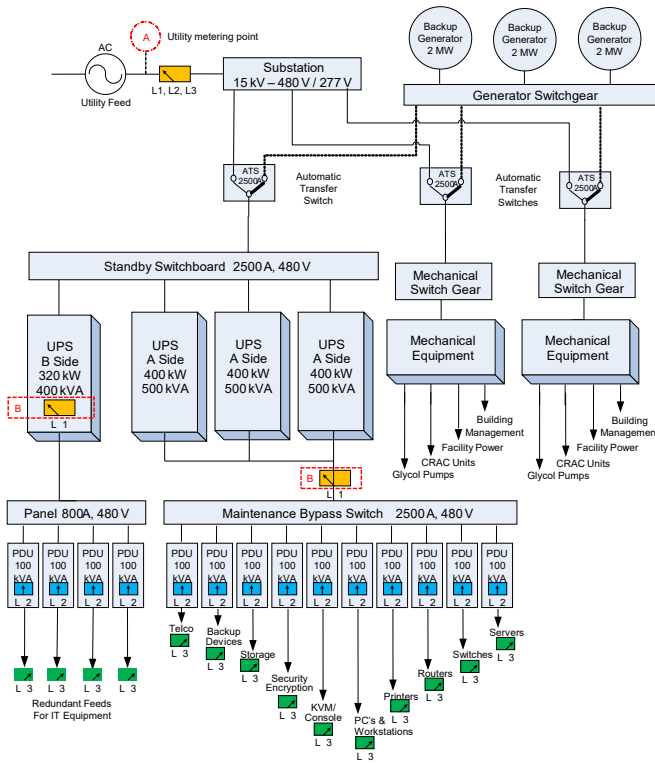 AC
A
Utility metering point
Utility Feed
L1, L2, L3
Substation
15 kV – 480 V / 277 V
Backup
Generator
2 MW
Backup
Generator
2 MW
Backup
Generator
2 MW
Generator Switchgear
ATS
2500A
Automatic
Transfer
Switch
ATS
2500A
Automatic
Transfer
Switches
ATS
2500A
Standby Switchboard 2500 A, 480 V
Mechanical
Switch Gear
Mechanical
Switch Gear
UPS
B Side
320 kW
400 kVA
B
L 1
UPS
A Side
400 kW
500 kVA
UPS
A Side
400 kW
500 kVA
UPS
A Side
400 kW
500 kVA
Mechanical
Equipment
Mechanical
Equipment
Building
Management
Facility Power
CRAC Units
Glycol Pumps
Building
Management
Facility Power
CRAC Units
Glycol Pumps
B
L 1
Panel 800A, 480 V
Maintenance Bypass Switch 2500 A, 480 V
PDU
100
kVA
L 2
PDU
100
kVA
L 2
PDU
100
kVA
L 2
PDU
100
kVA
L 2
PDU
100
kVA
L 2
PDU
100
kVA
L 2
PDU
100
kVA
L 2
PDU
100
kVA
L 2
PDU
100
kVA
L 2
PDU
100
kVA
L 2
PDU
100
kVA
L 2
PDU
100
kVA
L 2
PDU
100
kVA
L 2
L 3
L 3
L 3
L 3
Redundant Feeds
For IT Equipment
Telco
L 3
Backup
Devices
L 3
Storage
L 3
Security
Encryption
L 3
KVM/
Console
L 3
PC's &
Workstations
L 3
Printers
L 3
Routers
L 3
Switches
L 3
Servers
L 3